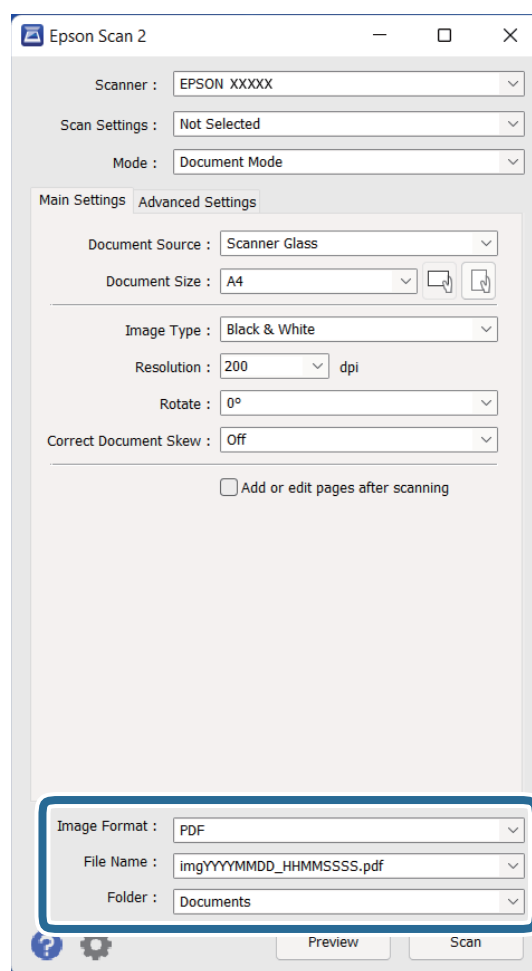 Epson Scan 2
Scanner : EPSON XXXXX
Scan Settings : Not Selected
Mode : Document Mode
Main Settings Advanced Settings
Document Source : Scanner Glass
Document Size : A4
Image Type : Black & White
Resolution : 200 dpi
Rotate : 0°
Correct Document Skew : Off
Add or edit pages after scanning
Image Format : PDF
File Name : imgYYYYMMDD_HHMMSSSS.pdf
Folder : Documents
? Preview Scan